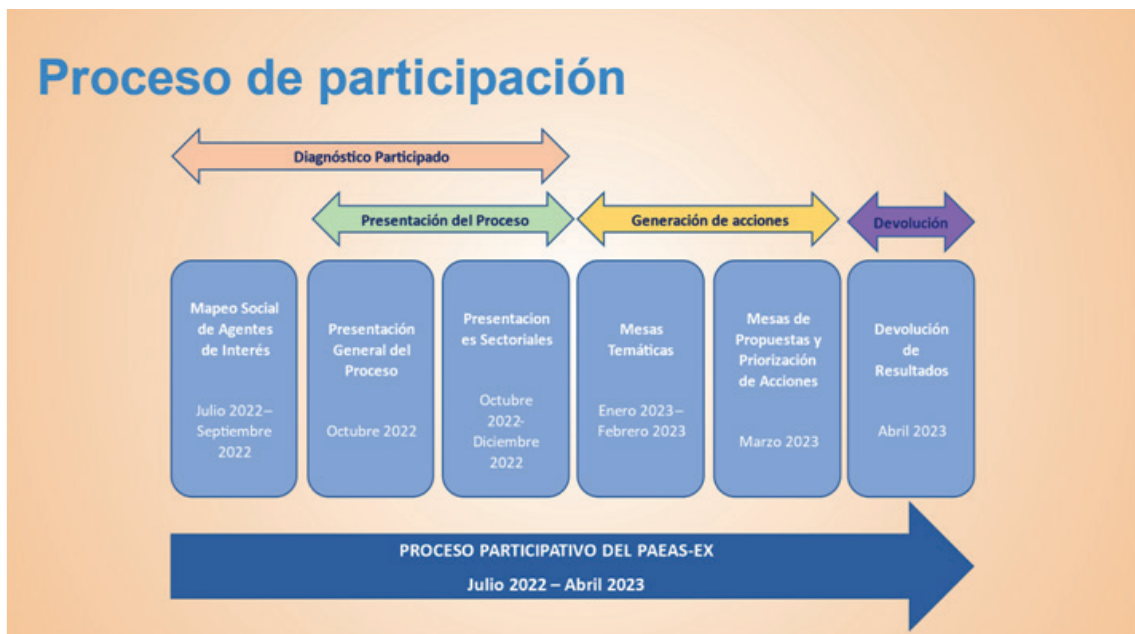 Proceso de participación
Diagnóstico Participado
Presentación del Proceso
Generación de acciones
Devolución
Mapeo Social
de Agentes
de Interés
Julio 2022–
Septiembre
2022
Presentación
General del
Proceso
Octubre 2022
Presentacion
es Sectoriales
Octubre
2022-
Diciembre
2022
Mesas
Temáticas
Enero 2023–
Febrero 2023
Mesas de
Propuestas y
Priorización
de Acciones
Marzo 2023
Devolución
de
Resultados
Abril 2023
PROCESO PARTICIPATIVO DEL PAEAS-EX
Julio 2022 – Abril 2023